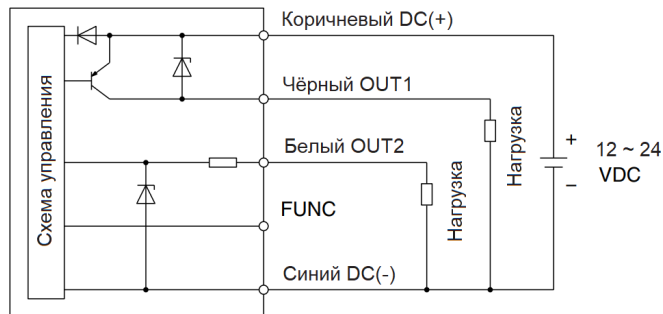 Коричневый DC(+)
Чёрный OUT1
Белый OUT2
FUNC
Синий DC(-)
Схема управления
Нагрузка
Нагрузка
+
12 ~ 24
VDC
−